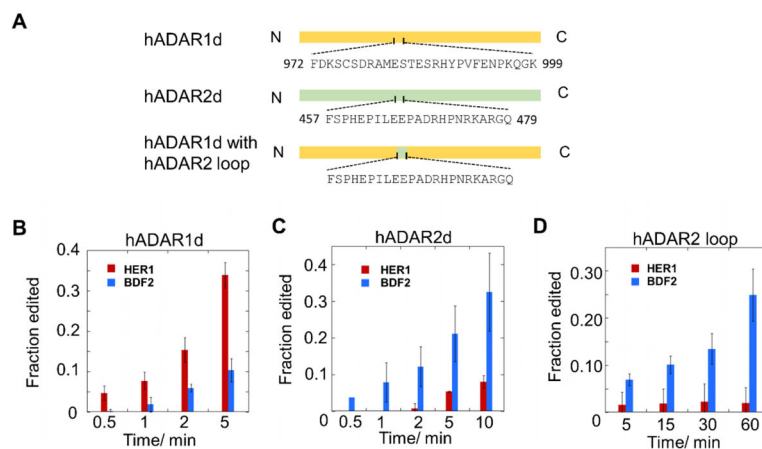 A
hADAR1d N C
972 FDKSCSDRAMESTESRHYPVFENPKQGK 999
hADAR2d N C
457 FSPHEPILEEPADRHPNRKARGQ 479
hADAR1d with
hADAR2 loop N C
FSPHEPILEEPADRHPNRKARGQ
B
hADAR1d
Fraction edited
0.4
0.3
0.2
0.1
0
HER1
BDF2
0.5 1 2 5
Time/ min
C
hADAR2d
Fraction edited
0.4
0.3
0.2
0.1
0
HER1
BDF2
0.5 1 2 5 10
Time/ min
D
hADAR2 loop
Fraction edited
0.30
0.20
0.10
0
HER1
BDF2
5 15 30 60
Time/ min